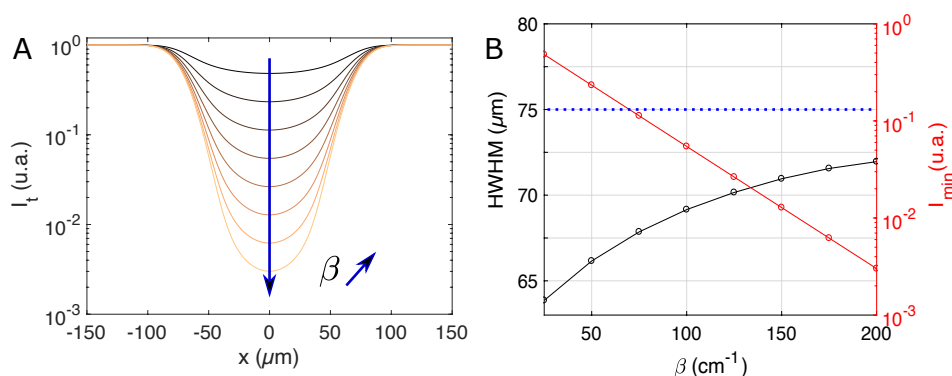 A
I_t (u.a.)
10^0
10^-1
10^-2
10^-3
-150
-100
-50
0
50
100
150
x (μm)
β
B
HWHM (μm)
80
75
70
65
50
100
150
200
β (cm^-1)
10^0
10^-1
10^-2
10^-3
I_min (u.a.)